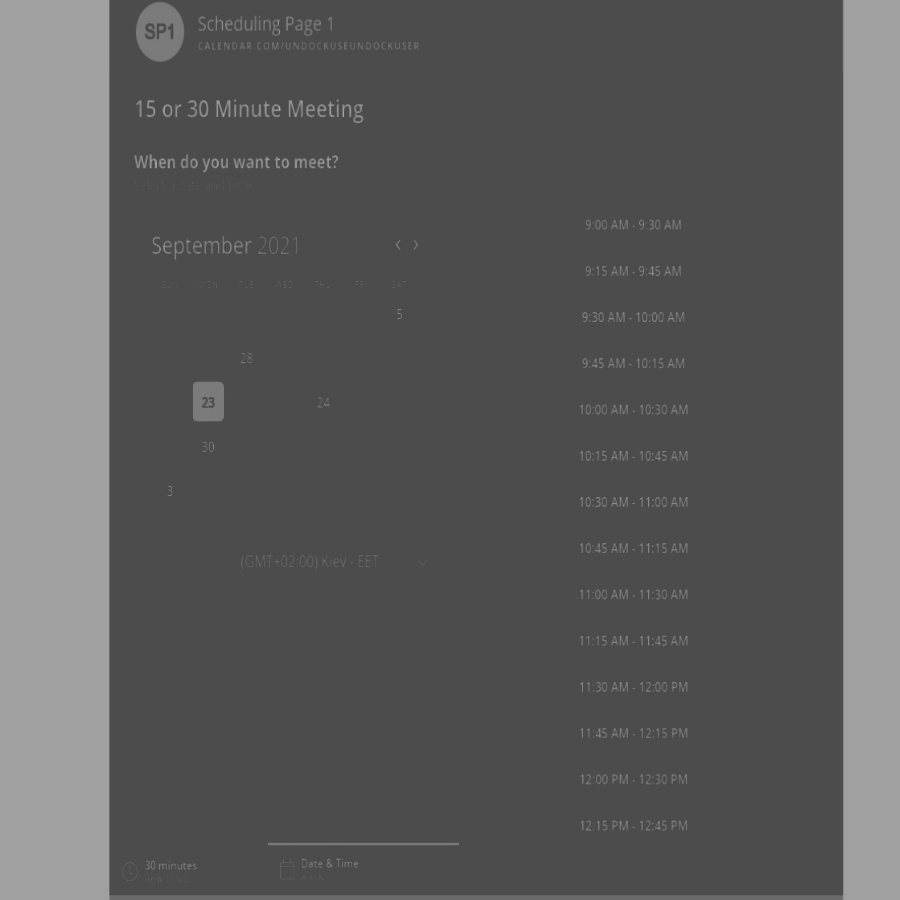 SP1
Scheduling Page 1
CALENDAR.COM/UNDOCKUSEUNDOCKUSER
15 or 30 Minute Meeting
When do you want to meet?
September 2021
SUN MON TUE WED THU FRI SAT
5
28
23 24
30
3
(GMT+02:00) Kiev - EET
9:00 AM - 9:30 AM
9:15 AM - 9:45 AM
9:30 AM - 10:00 AM
9:45 AM - 10:15 AM
10:00 AM - 10:30 AM
10:15 AM - 10:45 AM
10:30 AM - 11:00 AM
10:45 AM - 11:15 AM
11:00 AM - 11:30 AM
11:15 AM - 11:45 AM
11:30 AM - 12:00 PM
11:45 AM - 12:15 PM
12:00 PM - 12:30 PM
12:15 PM - 12:45 PM
30 minutes
Date & Time